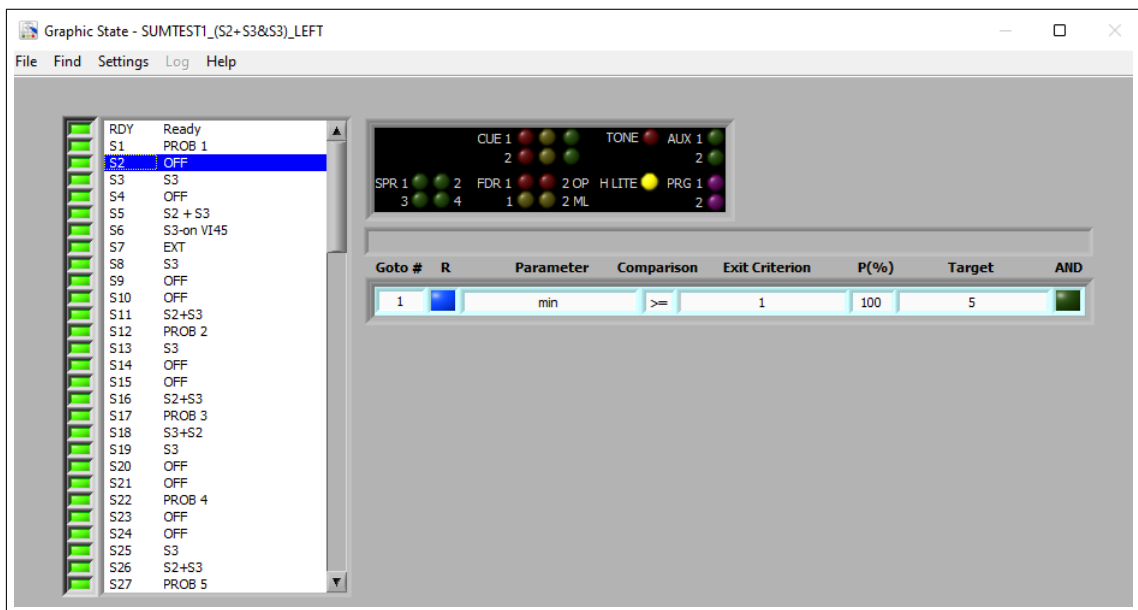 Graphic State - SUMTEST1_(S2+S3&S3)_LEFT
File Find Settings Log Help
RDY Ready
S1 PROB 1
S2 OFF
S3 S3
S4 OFF
S5 S2 + S3
S6 S3-on VI45
S7 EXT
S8 S3
S9 OFF
S10 OFF
S11 S2+S3
S12 PROB 2
S13 S3
S14 OFF
S15 OFF
S16 S2+S3
S17 PROB 3
S18 S3+S2
S19 S3
S20 OFF
S21 OFF
S22 PROB 4
S23 OFF
S24 OFF
S25 S3
S26 S2+S3
S27 PROB 5
CUE 1 TONE AUX 1
2 2
SPR 1 2 FDR 1 2 OP H LITE PRG 1
3 4 1 2 ML 2
Goto # R Parameter Comparison Exit Criterion P(%) Target AND
1 min >= 1 100 5